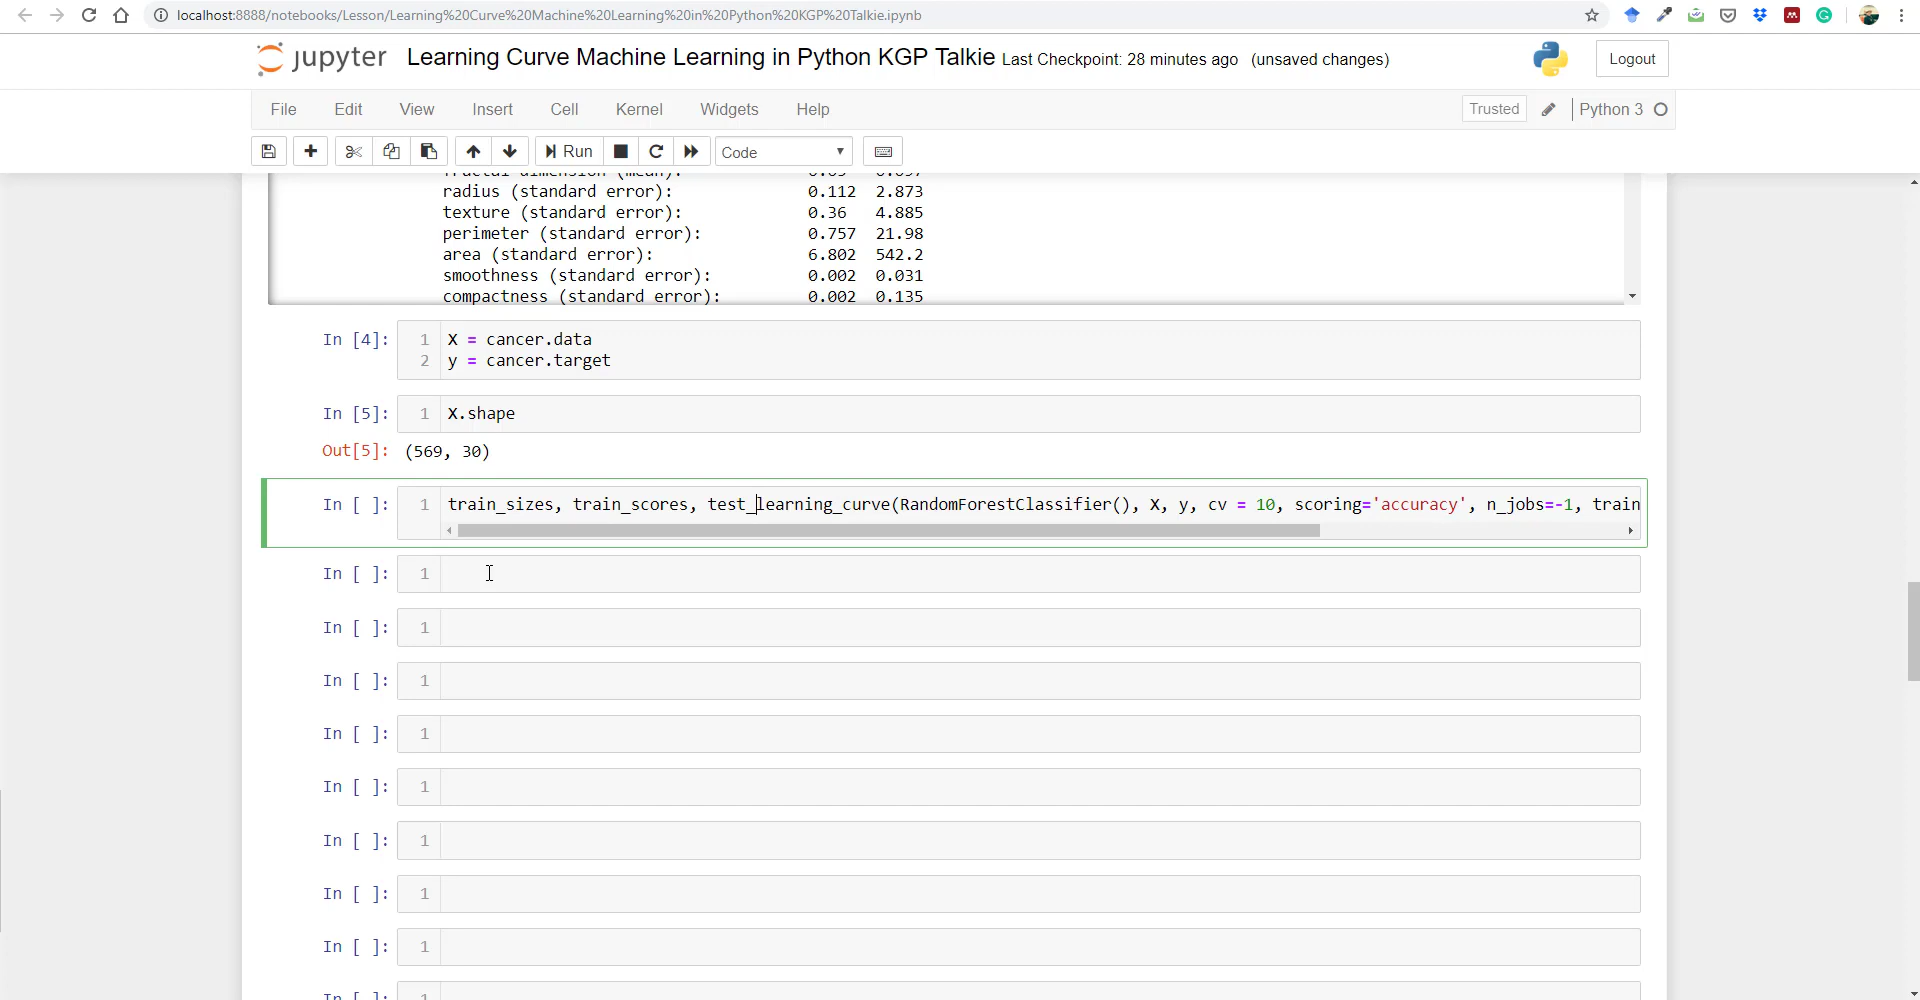 localhost:8888/notebooks/Lesson/Learning%20Curve%20Machine%20Learning%20in%20Python%20KGP%20Talkie.ipynb
jupyter Learning Curve Machine Learning in Python KGP Talkie Last Checkpoint: 28 minutes ago (unsaved changes)
Logout
File Edit View Insert Cell Kernel Widgets Help
Trusted Python 3
Run Code
radius (standard error): 0.112 2.873
texture (standard error): 0.36 4.885
perimeter (standard error): 0.757 21.98
area (standard error): 6.802 542.2
smoothness (standard error): 0.002 0.031
compactness (standard error): 0.002 0.135
In [4]: 1 X = cancer.data
2 y = cancer.target
In [5]: 1 X.shape
Out[5]: (569, 30)
In [ ]: 1 train_sizes, train_scores, test_learning_curve(RandomForestClassifier(), X, y, cv = 10, scoring='accuracy', n_jobs=-1, train
In [ ]: 1
In [ ]: 1
In [ ]: 1
In [ ]: 1
In [ ]: 1
In [ ]: 1
In [ ]: 1
In [ ]: 1
In [ ]: 1